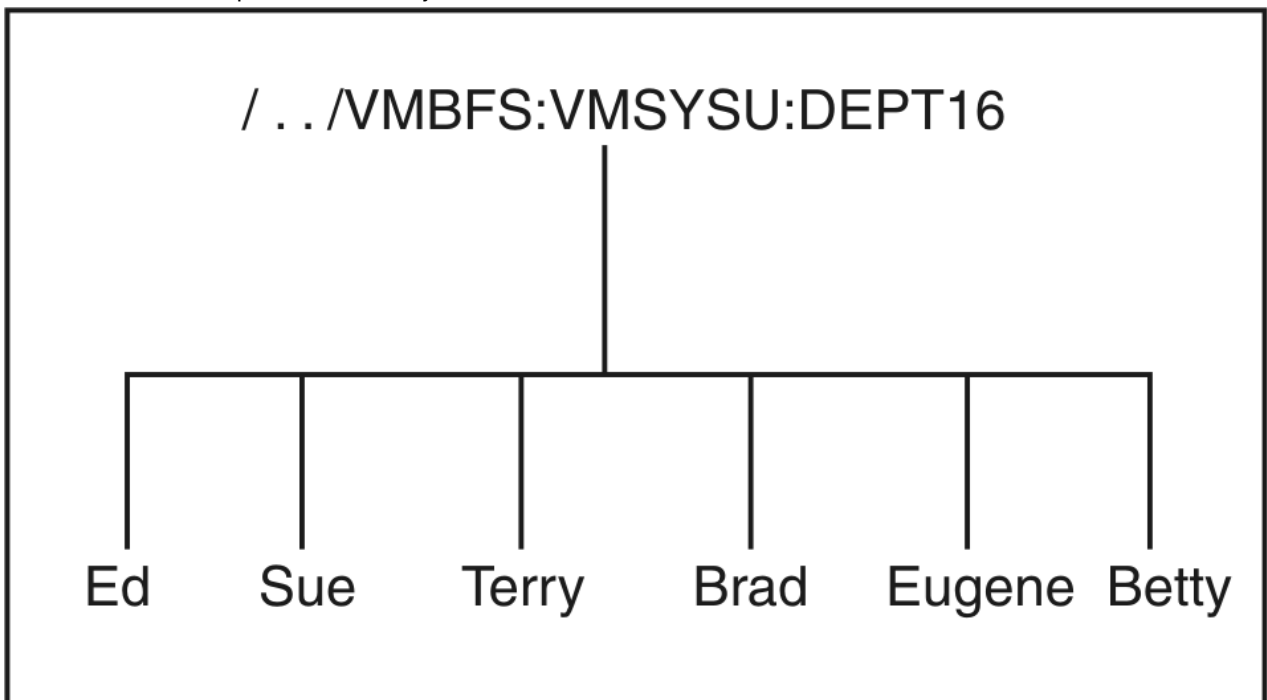 / . . /VMBFS:VMSYSU:DEPT16
Ed Sue Terry Brad Eugene Betty